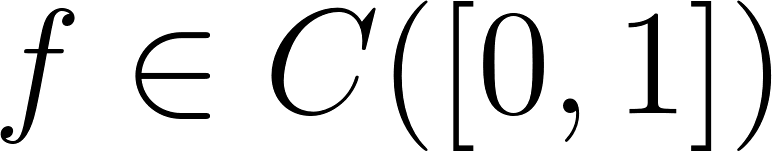 f ∈ C([0, 1])